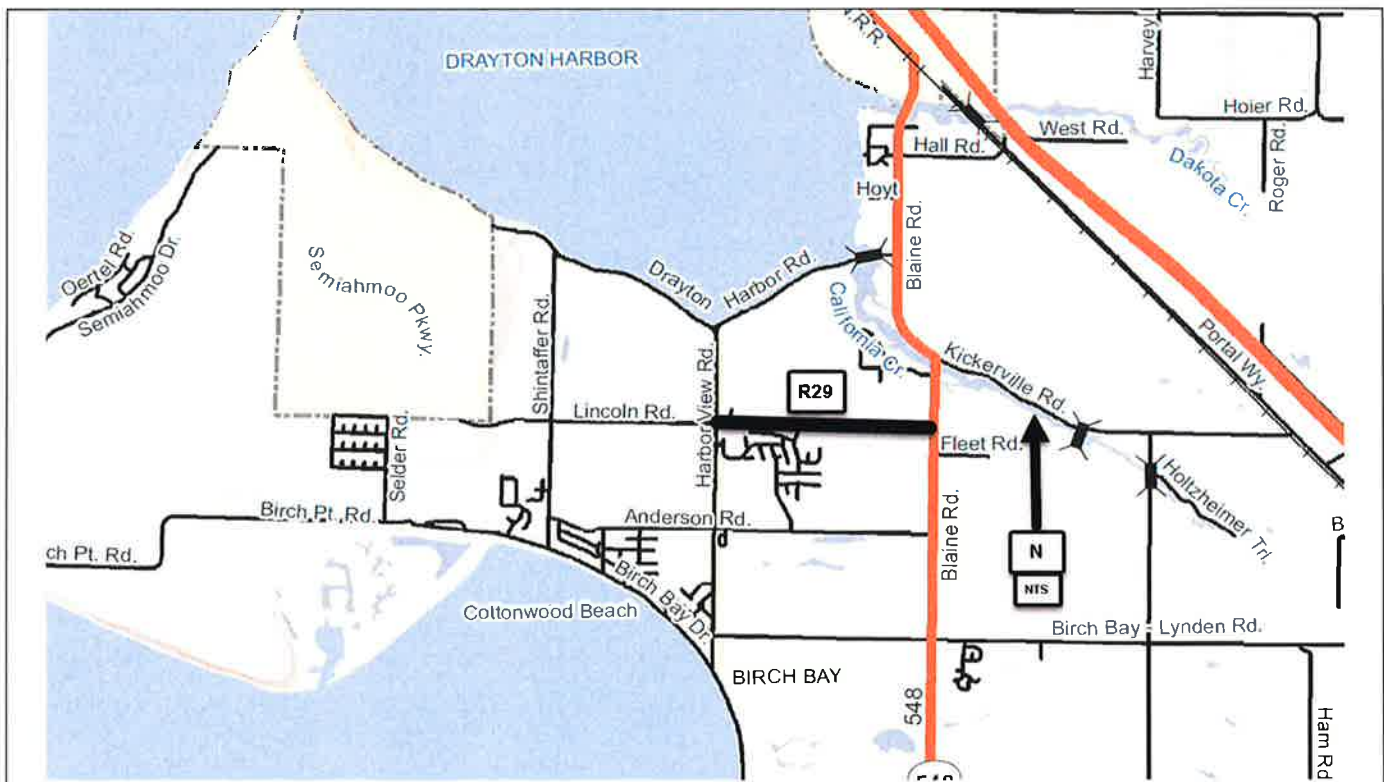 N.R.R.
DRAYTON HARBOR
Harvey
Hoier Rd.
West Rd.
Hall Rd.
Dakota Cr.
Roger Rd.
Hoyt
Blaine Rd.
Oertel Rd.
Semiahmoo Dr.
Semiahmoo Pkwy.
Drayton Harbor Rd.
California Cr.
Shintaffer Rd.
Harbor View Rd.
Kickerville Rd.
Portal Wy.
R29
Lincoln Rd.
Fleet Rd.
Selder Rd.
Holtzheimer Trl.
Birch Pt. Rd.
Anderson Rd.
d
B
ch Pt. Rd.
Blaine Rd.
N
NTS
Birch Bay Dr.
Cottonwood Beach
Birch Bay - Lynden Rd.
BIRCH BAY
548
Ham Rd